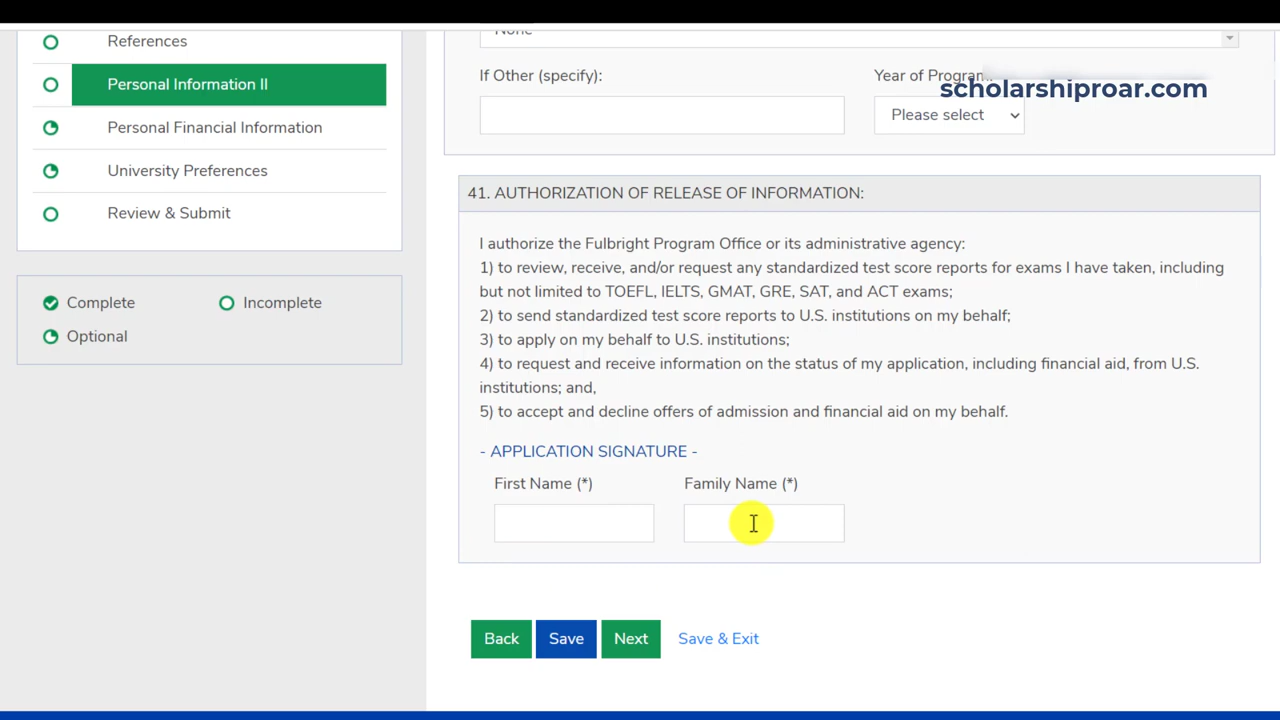 References
Personal Information II
Personal Financial Information
University Preferences
Review & Submit
Complete
Incomplete
Optional
None
If Other (specify):
Year of Program:
scholarshiproar.com
Please select
41. AUTHORIZATION OF RELEASE OF INFORMATION:
I authorize the Fulbright Program Office or its administrative agency:
1) to review, receive, and/or request any standardized test score reports for exams I have taken, including
but not limited to TOEFL, IELTS, GMAT, GRE, SAT, and ACT exams;
2) to send standardized test score reports to U.S. institutions on my behalf;
3) to apply on my behalf to U.S. institutions;
4) to request and receive information on the status of my application, including financial aid, from U.S.
institutions; and,
5) to accept and decline offers of admission and financial aid on my behalf.
- APPLICATION SIGNATURE -
First Name (*)
Family Name (*)
Back
Save
Next
Save & Exit